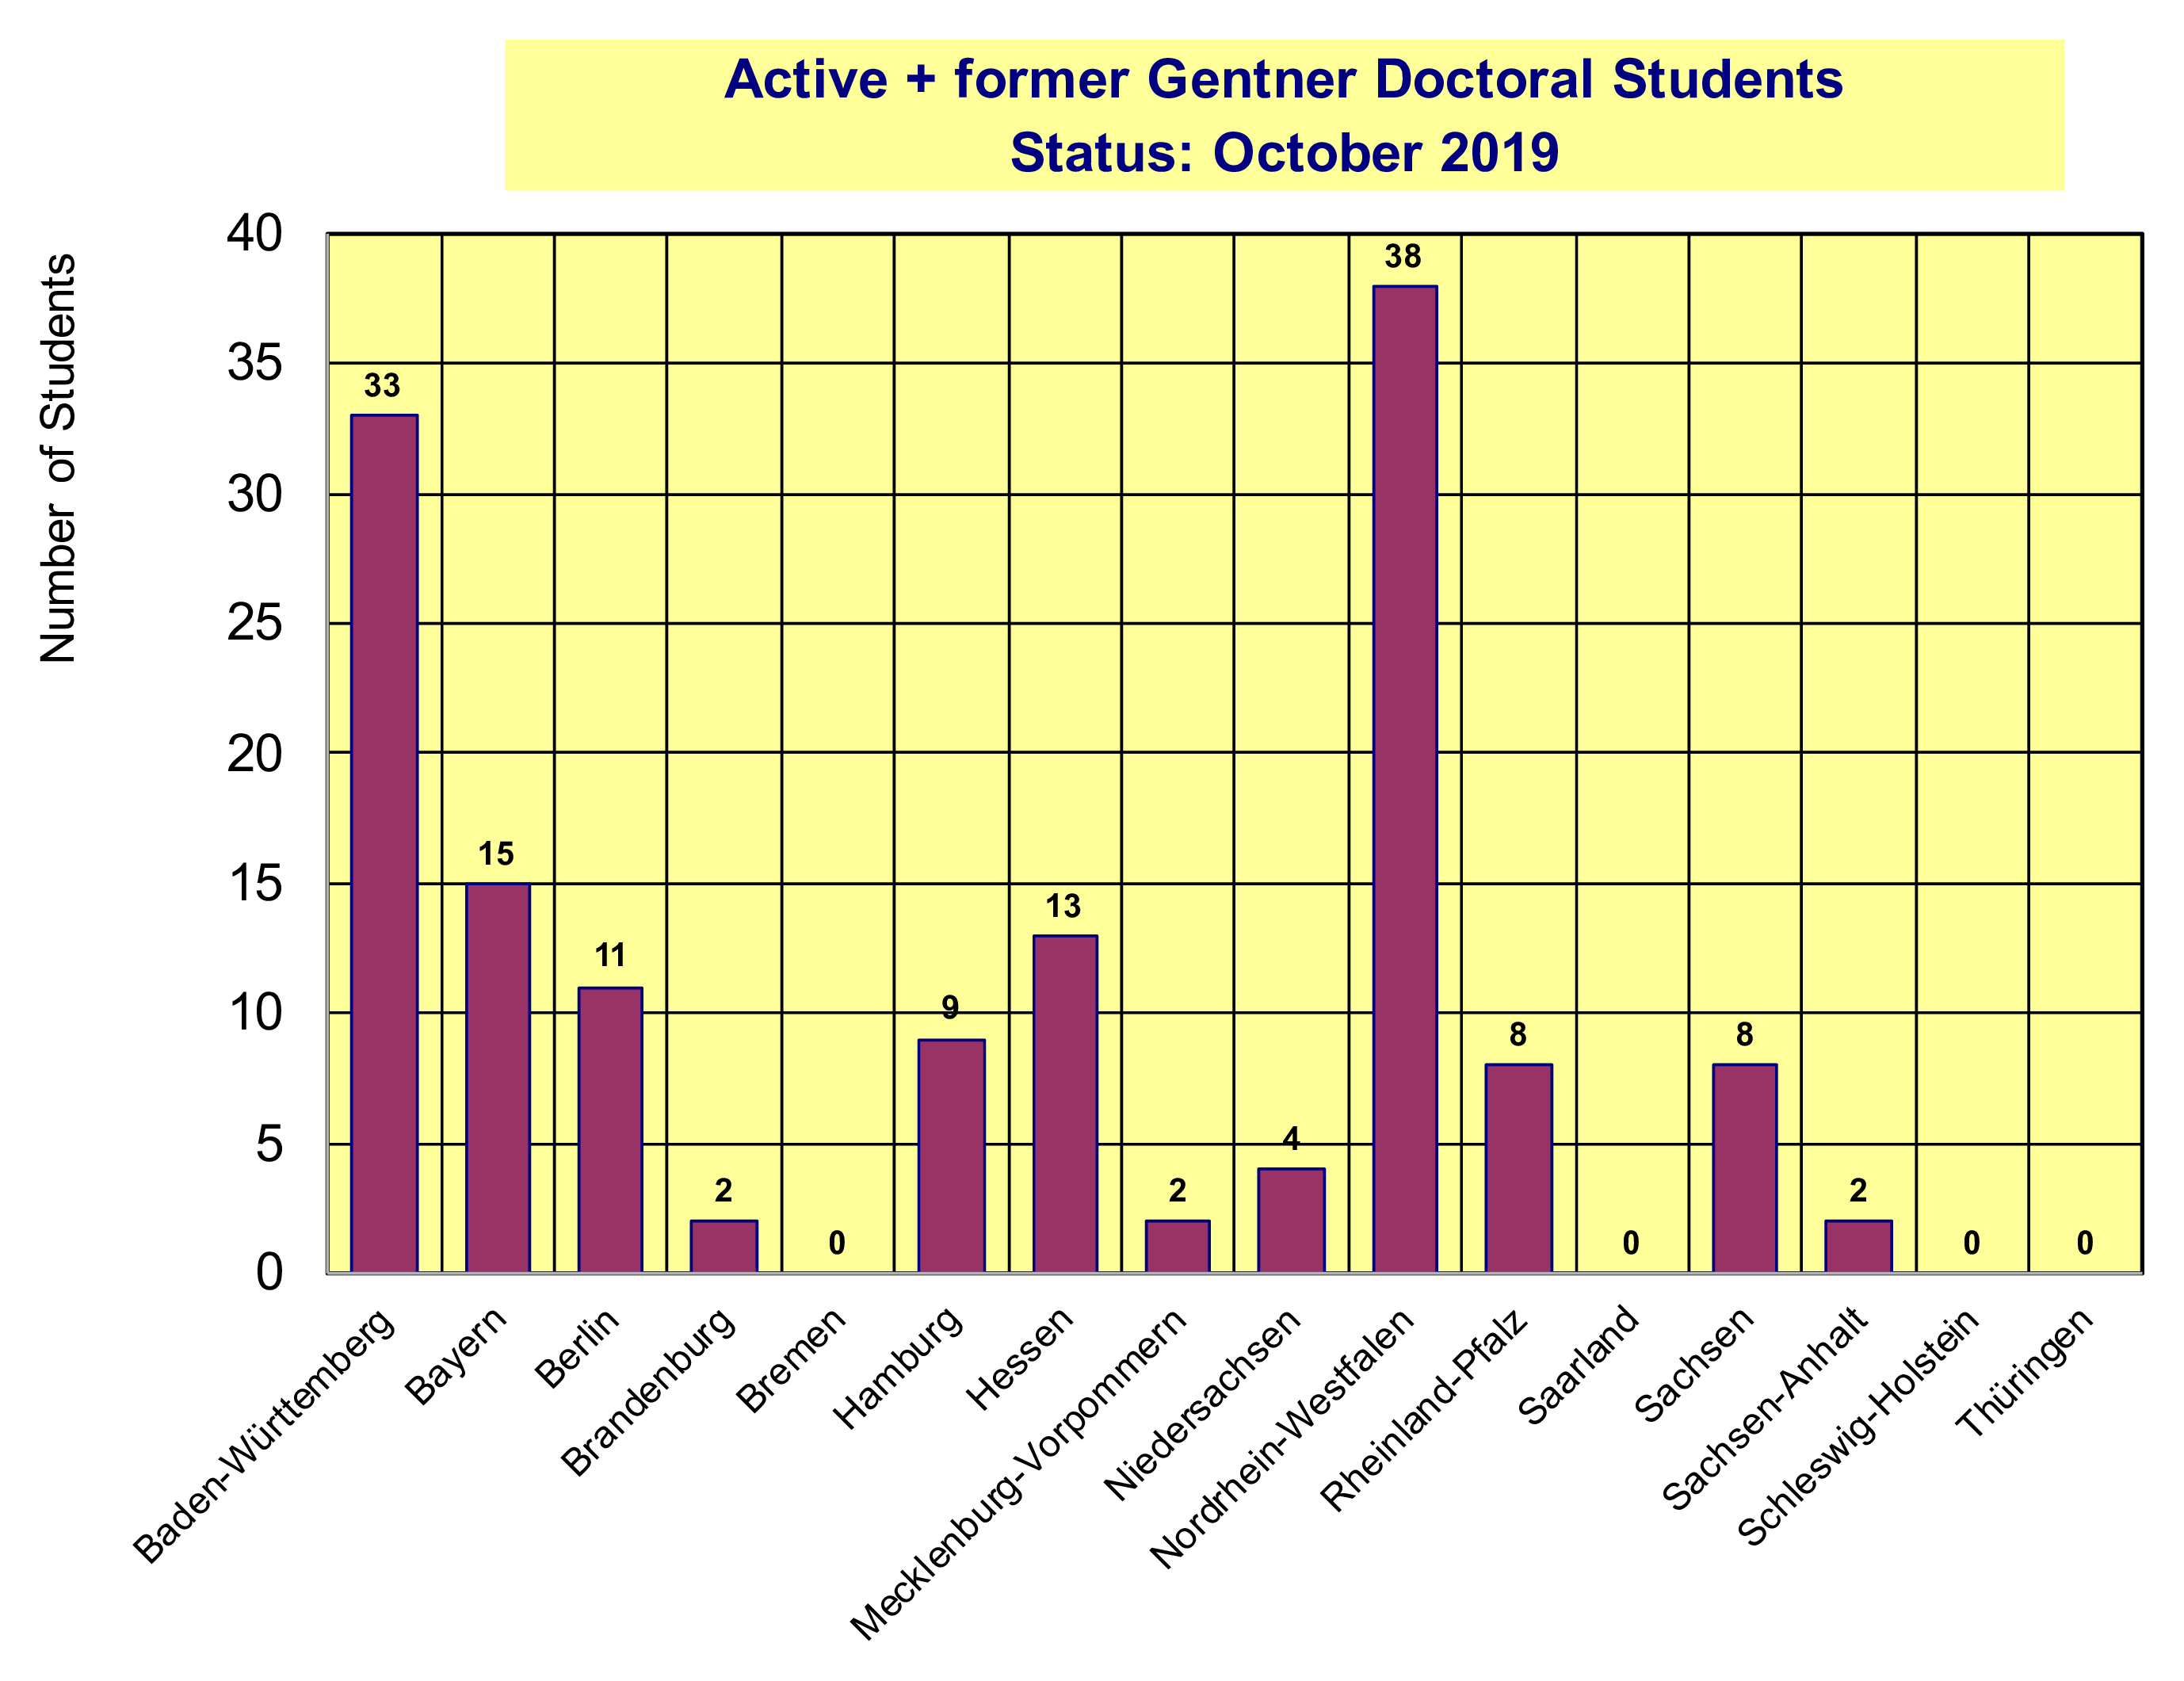 Active + former Gentner Doctoral Students
Status: October 2019
Number of Students
40
35
30
25
20
15
10
5
0
33
15
11
2
0
9
13
2
4
38
8
0
8
2
0
0
Baden-Württemberg
Bayern
Berlin
Brandenburg
Bremen
Hamburg
Hessen
Mecklenburg-Vorpommern
Niedersachsen
Nordrhein-Westfalen
Rheinland-Pfalz
Saarland
Sachsen
Sachsen-Anhalt
Schleswig-Holstein
Thüringen